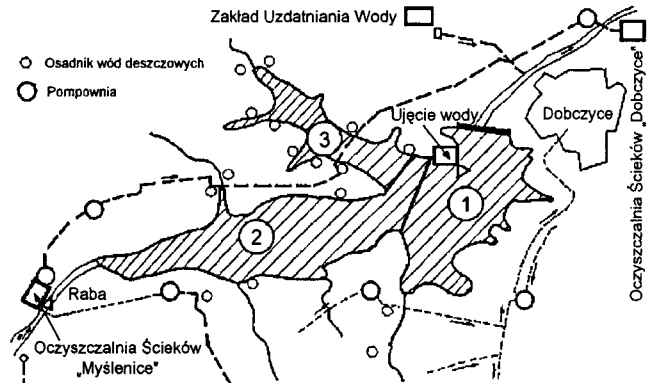 Zakład Uzdatniania Wody
Osadnik wód deszczowych
Pompownia
Ujęcie wody
Dobczyce
3
1
2
Raba
Oczyszczalnia Ścieków
„Myślenice"
Oczyszczalnia Ścieków „Dobczyce"